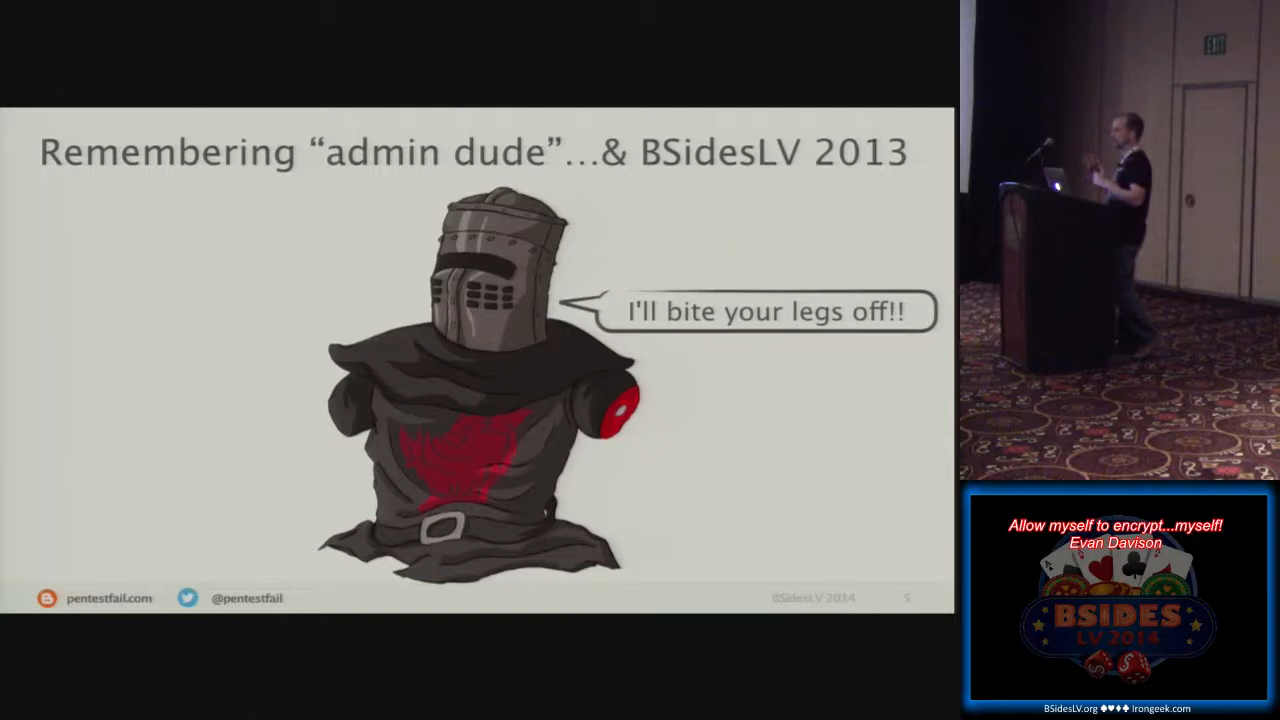 Remembering “admin dude”...& BSidesLV 2013
I'll bite your legs off!!
pentestfail.com
@pentestfail
BSidesLV 2014
5
EXIT
Allow myself to encrypt...myself!
Evan Davison
BSIDES
LV 2014
BSidesLV.org ♠♥♦♣ Irongeek.com